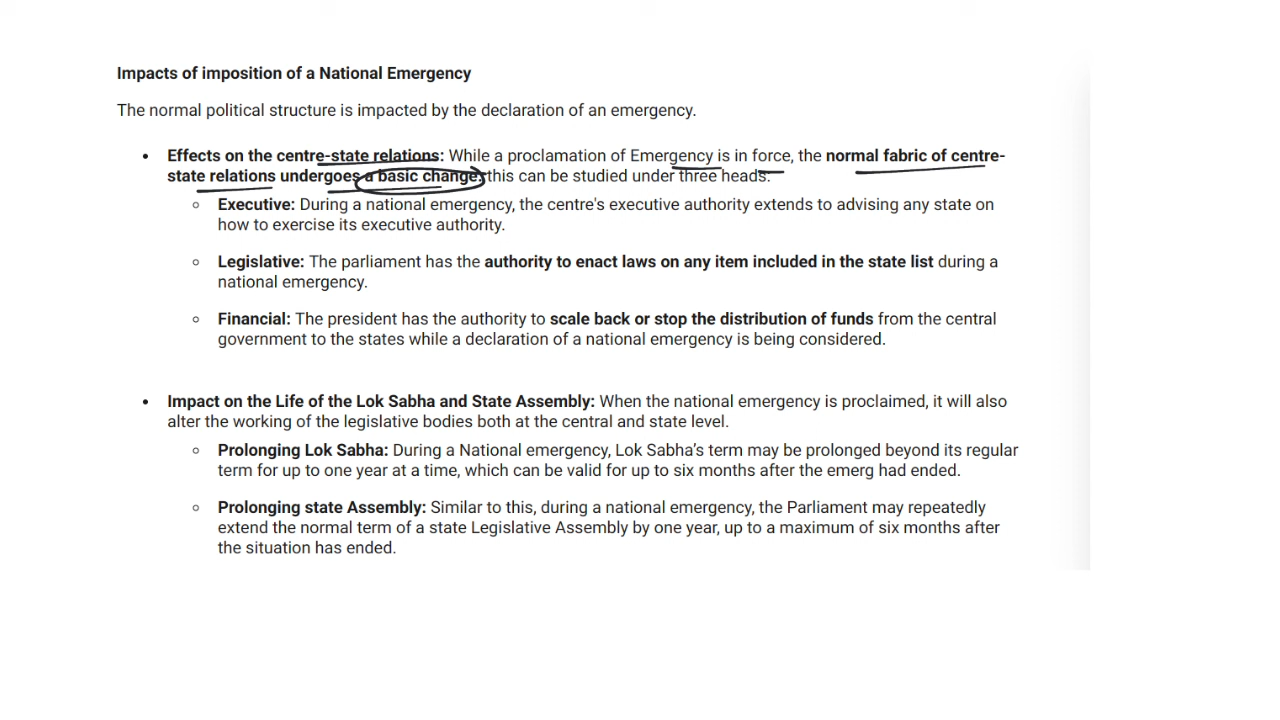 Impacts of imposition of a National Emergency
The normal political structure is impacted by the declaration of an emergency.
• Effects on the centre-state relations: While a proclamation of Emergency is in force, the normal fabric of centre-
state relations undergoes a basic change. this can be studied under three heads.
◦ Executive: During a national emergency, the centre's executive authority extends to advising any state on
how to exercise its executive authority.
◦ Legislative: The parliament has the authority to enact laws on any item included in the state list during a
national emergency.
◦ Financial: The president has the authority to scale back or stop the distribution of funds from the central
government to the states while a declaration of a national emergency is being considered.
• Impact on the Life of the Lok Sabha and State Assembly: When the national emergency is proclaimed, it will also
alter the working of the legislative bodies both at the central and state level.
◦ Prolonging Lok Sabha: During a National emergency, Lok Sabha’s term may be prolonged beyond its regular
term for up to one year at a time, which can be valid for up to six months after the emerg had ended.
◦ Prolonging state Assembly: Similar to this, during a national emergency, the Parliament may repeatedly
extend the normal term of a state Legislative Assembly by one year, up to a maximum of six months after
the situation has ended.